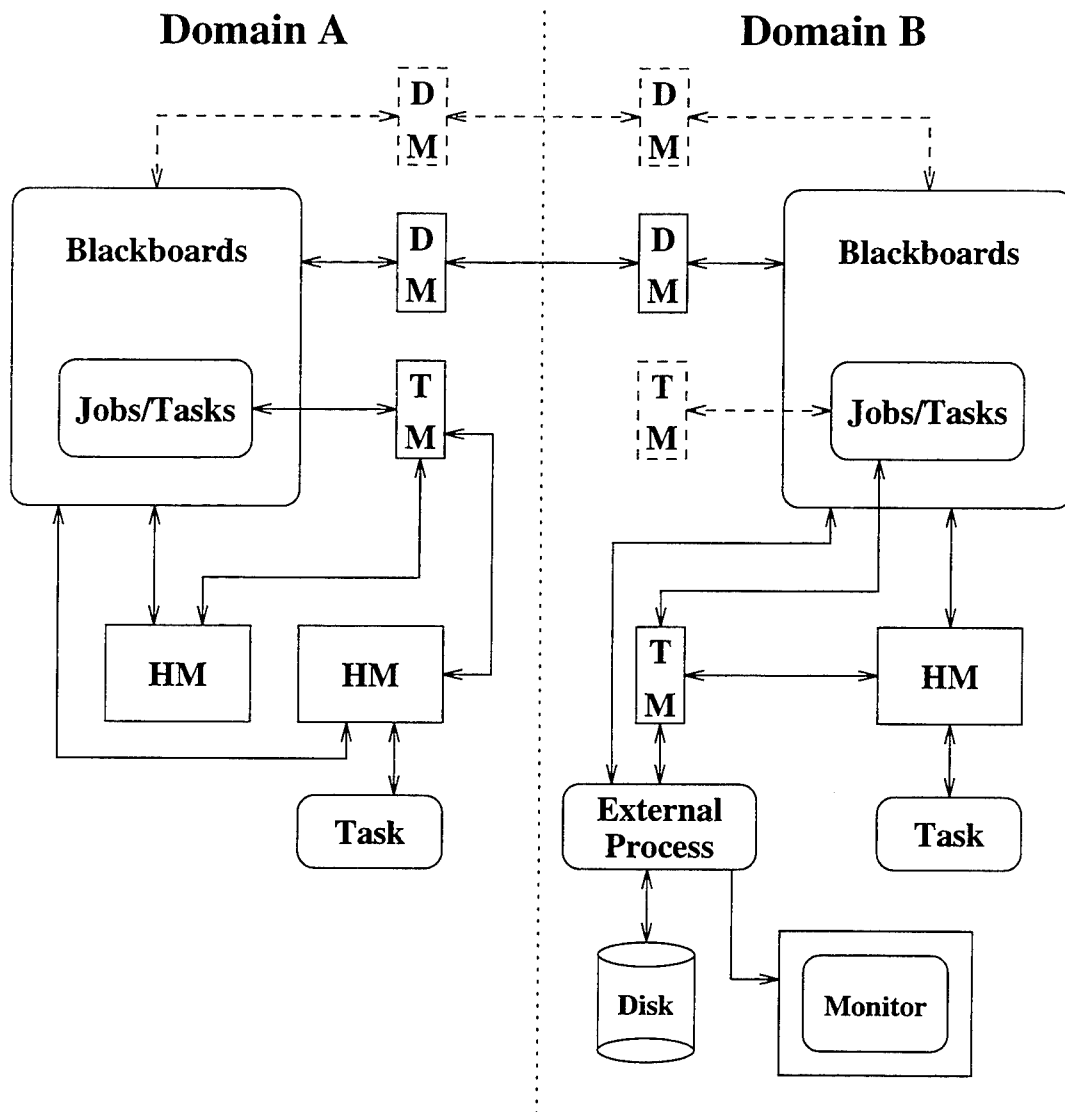 Domain A
Domain B
D
M
D
M
Blackboards
D
M
D
M
Blackboards
Jobs/Tasks
T
M
T
M
Jobs/Tasks
HM
HM
T
M
HM
Task
External
Process
Task
Disk
Monitor